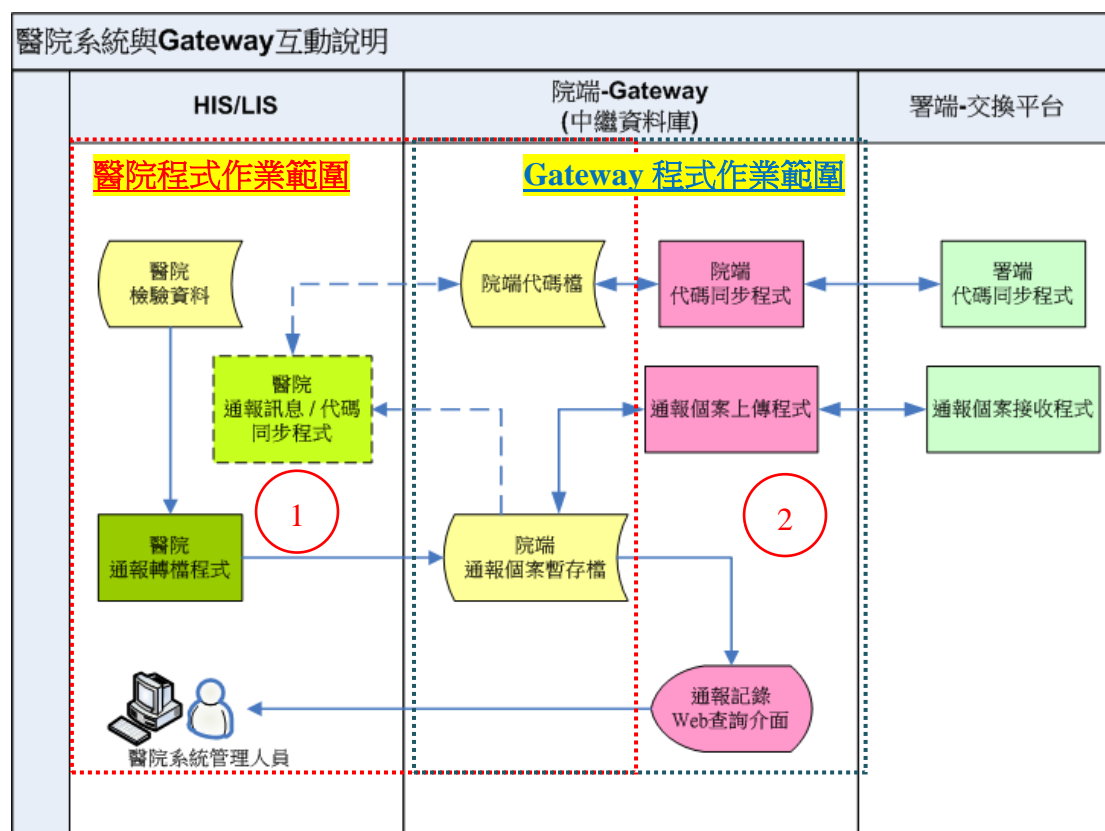 醫院系統與Gateway互動說明
HIS/LIS
院端-Gateway
(中繼資料庫)
署端-交換平台
醫院程式作業範圍
Gateway 程式作業範圍
醫院
檢驗資料
院端代碼檔
院端
代碼同步程式
署端
代碼同步程式
醫院
通報訊息 / 代碼
同步程式
通報個案上傳程式
通報個案接收程式
1
2
醫院
通報轉檔程式
院端
通報個案暫存檔
通報記錄
Web查詢介面
醫院系統管理人員